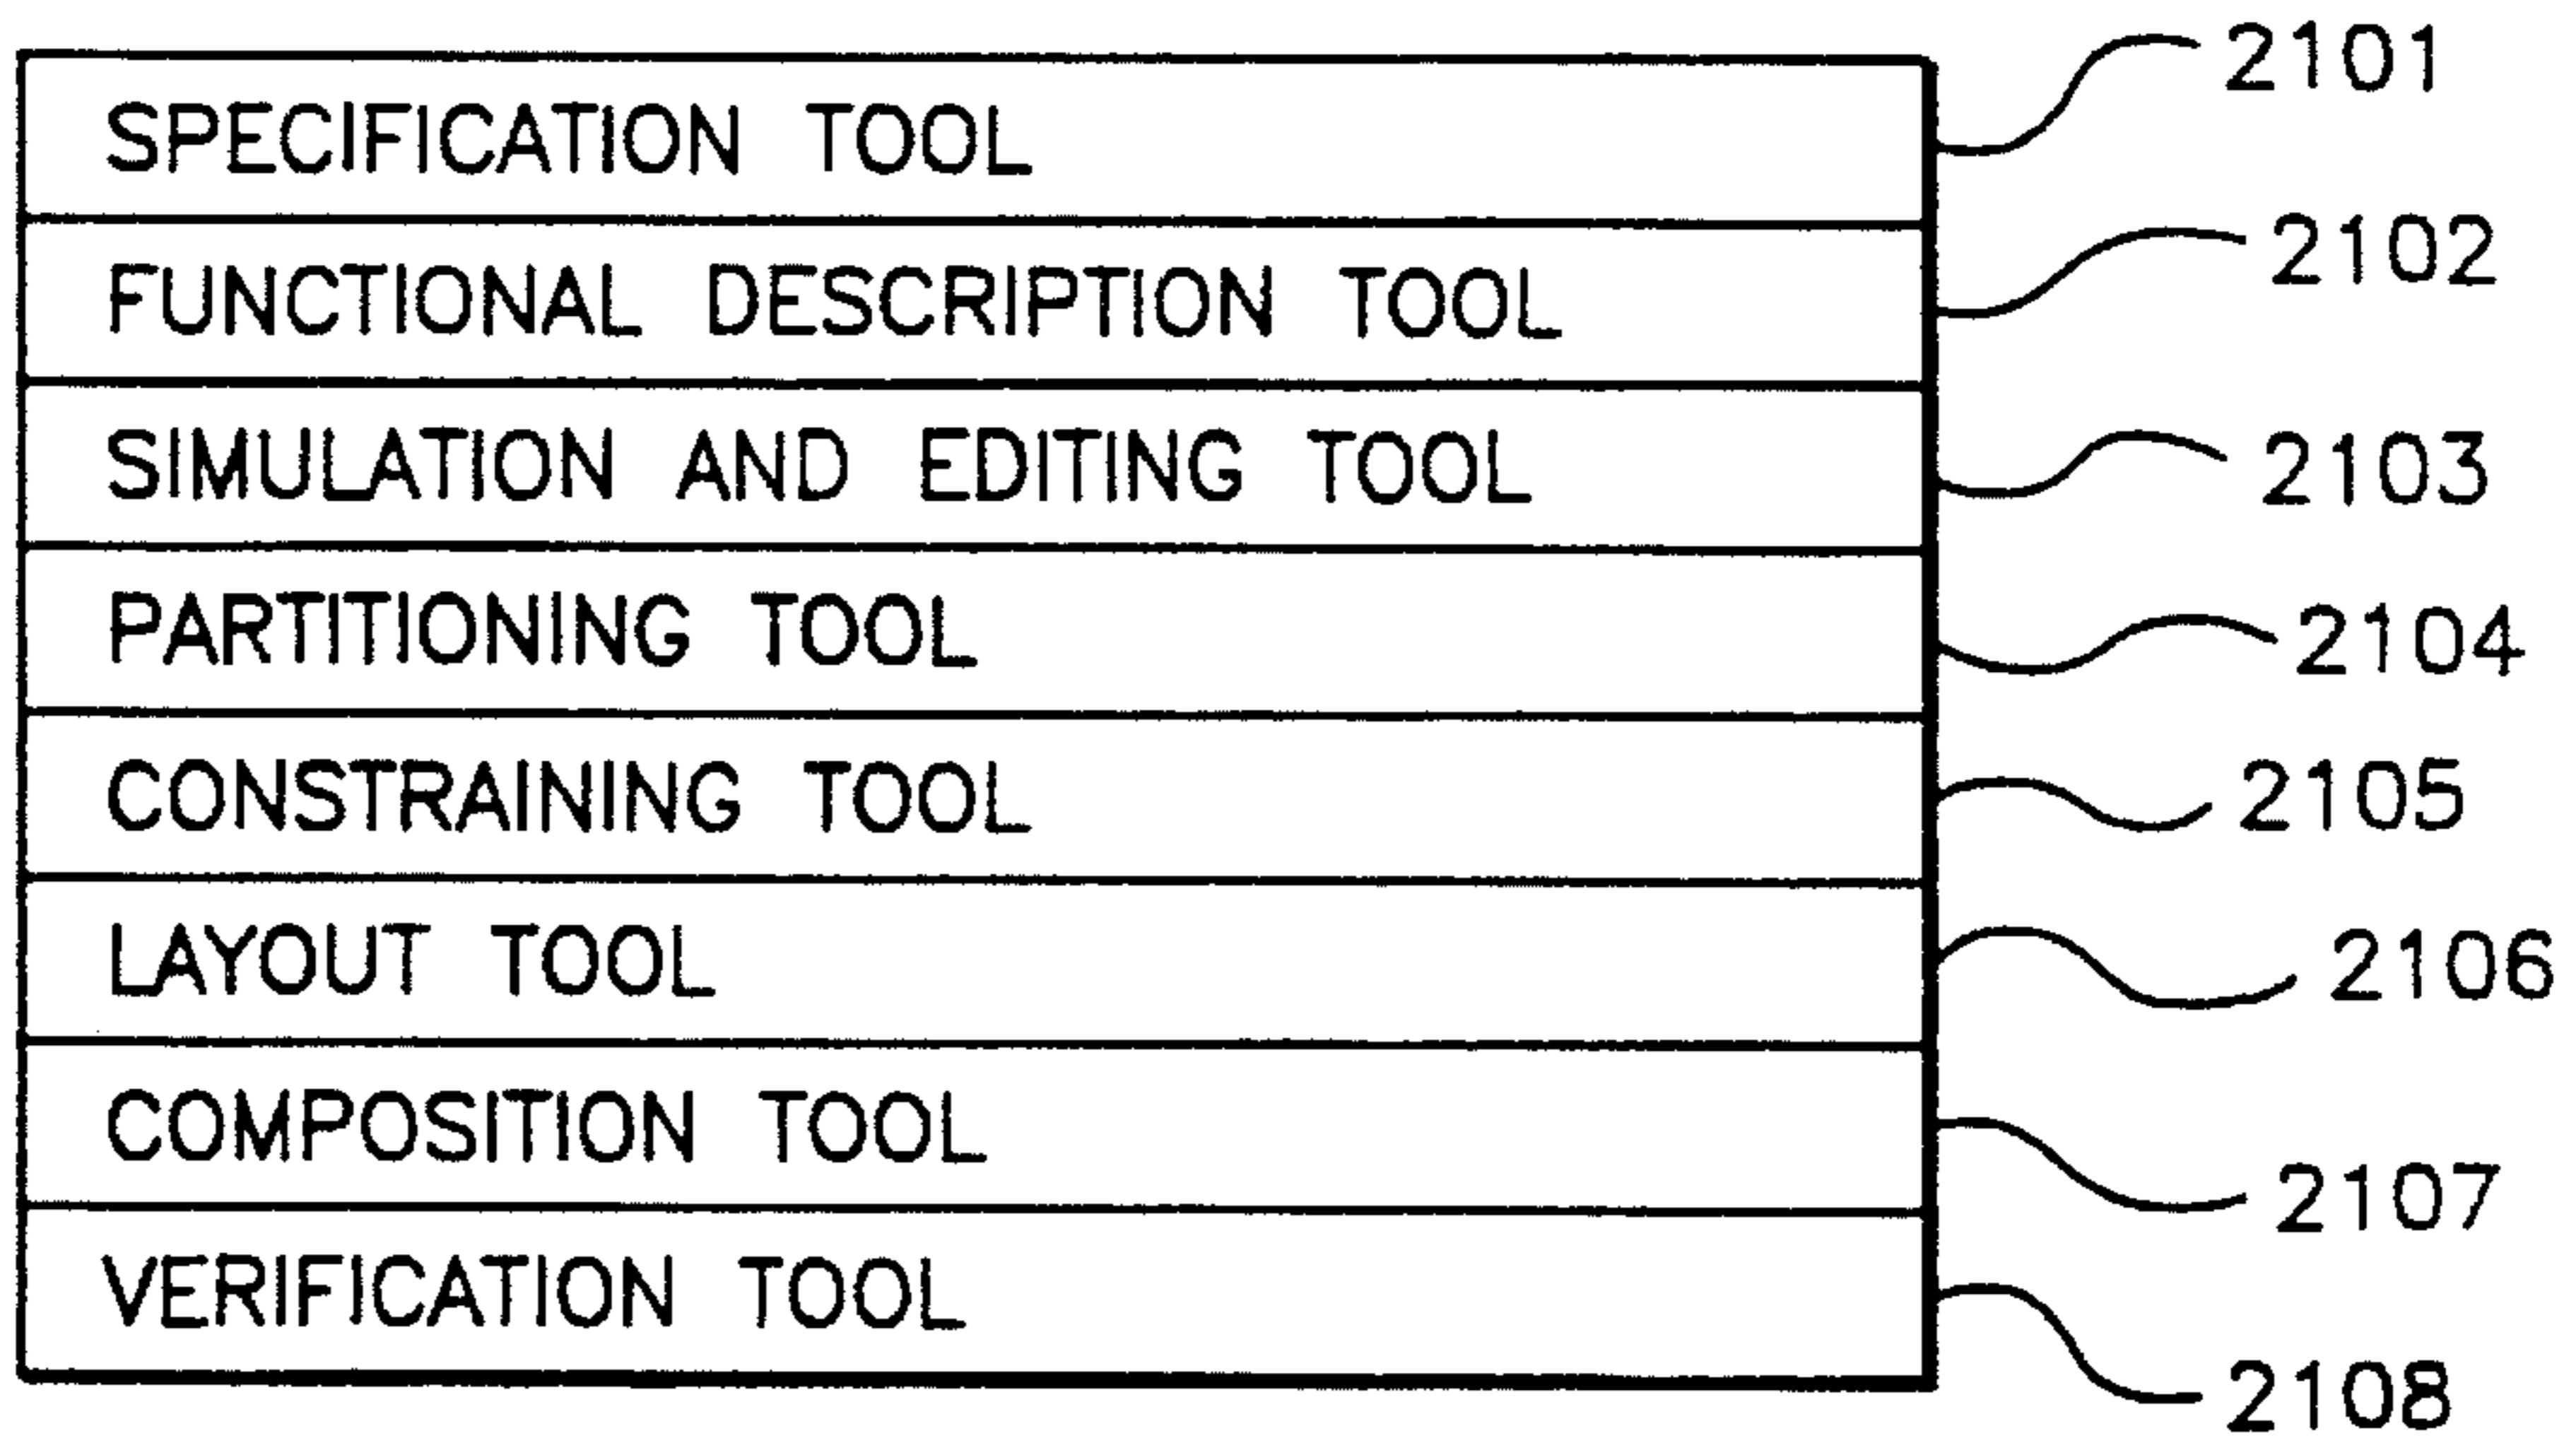 SPECIFICATION TOOL 2101
FUNCTIONAL DESCRIPTION TOOL 2102
SIMULATION AND EDITING TOOL 2103
PARTITIONING TOOL 2104
CONSTRAINING TOOL 2105
LAYOUT TOOL 2106
COMPOSITION TOOL 2107
VERIFICATION TOOL 2108